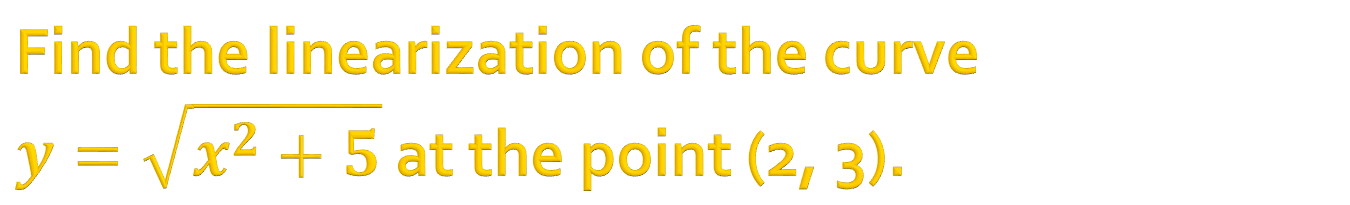 Find the linearization of the curve
y = √(x² + 5) at the point (2, 3).